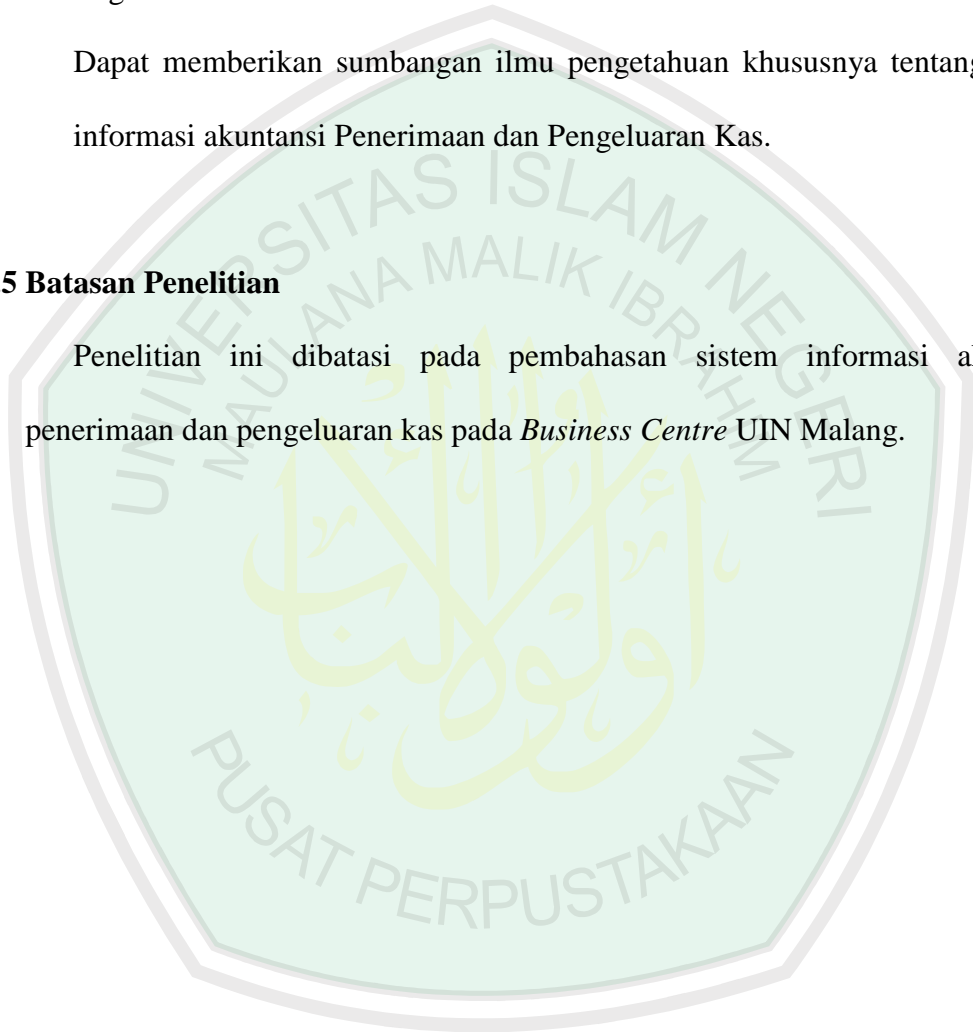 Dapat memberikan sumbangan ilmu pengetahuan khususnya tentang
informasi akuntansi Penerimaan dan Pengeluaran Kas.
5 Batasan Penelitian
Penelitian ini dibatasi pada pembahasan sistem informasi
penerimaan dan pengeluaran kas pada Business Centre UIN Malang.
UNIVERSITAS ISLAM NEGERI
MAULANA MALIK IBRAHIM
PUSAT PERPUSTAKAAN